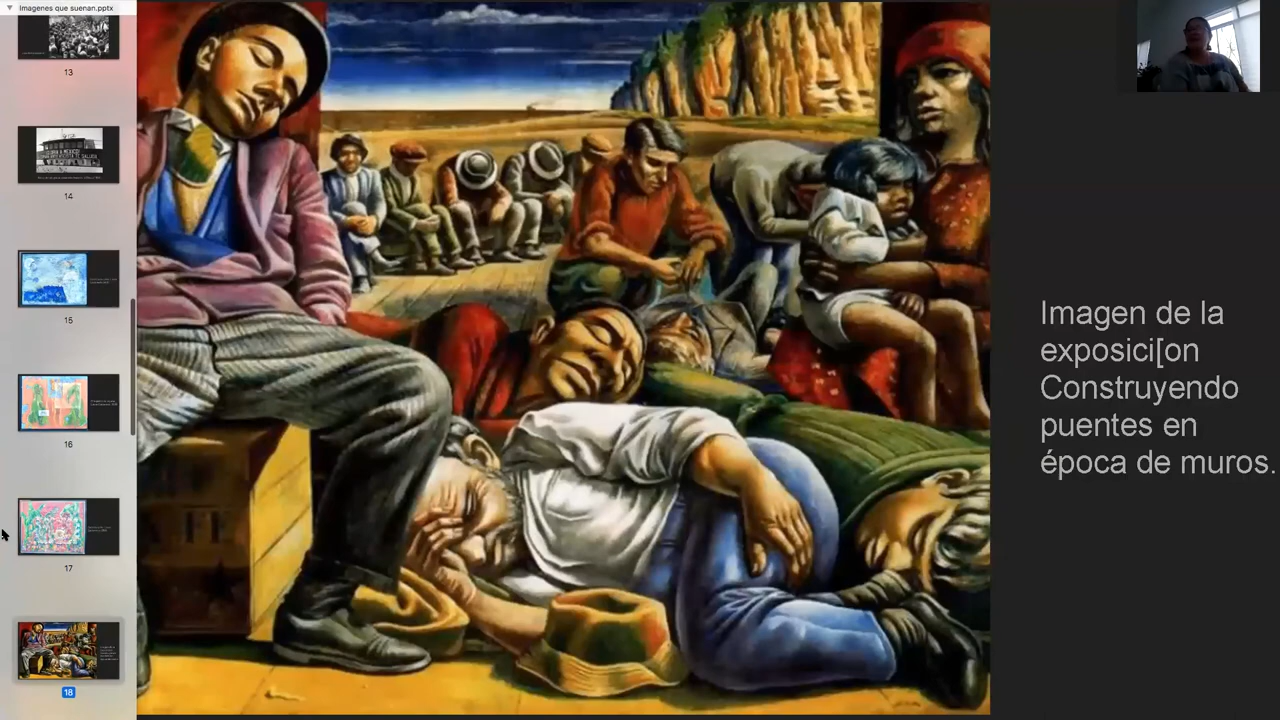 Imagenes que suenan.pptx
13
14
15
16
17
18
Imagen de la
exposici[on
Construyendo
puentes en
época de muros.